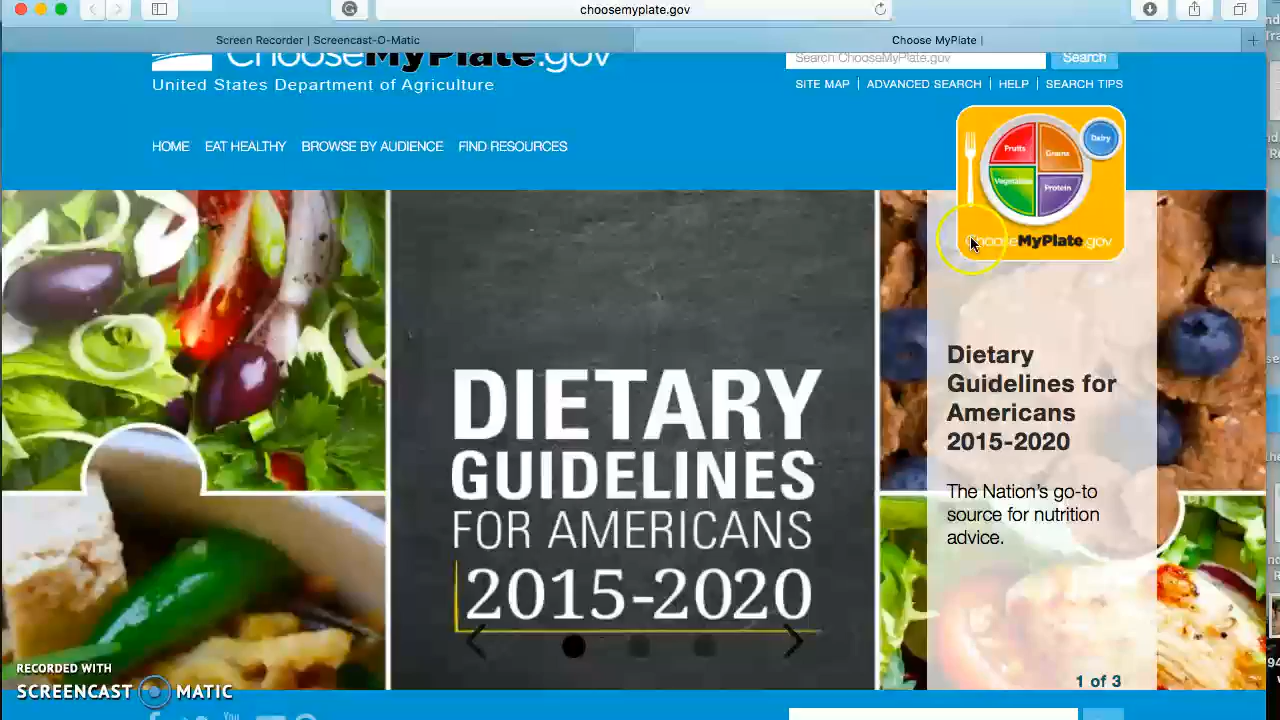 choosemyplate.gov
Screen Recorder | Screencast-O-Matic
Choose MyPlate |
ChooseMyPlate.gov
Search ChooseMyPlate.gov
Search
United States Department of Agriculture
SITE MAP | ADVANCED SEARCH | HELP | SEARCH TIPS
HOME EAT HEALTHY BROWSE BY AUDIENCE FIND RESOURCES
Dairy
Fruits
Grains
Vegetables
Protein
ChooseMyPlate.gov
DIETARY
GUIDELINES
FOR AMERICANS
2015-2020
Dietary
Guidelines for
Americans
2015-2020
The Nation's go-to
source for nutrition
advice.
1 of 3
RECORDED WITH
SCREENCAST MATIC